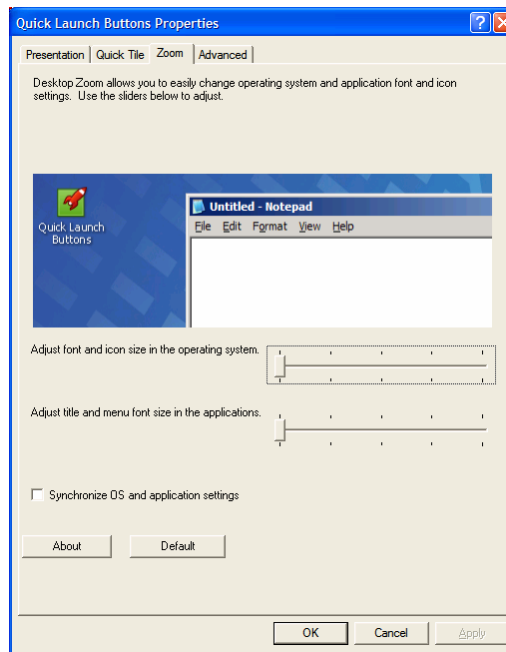 Quick Launch Buttons Properties
Presentation
Quick Tile
Zoom
Advanced
Desktop Zoom allows you to easily change operating system and application font and icon
settings. Use the sliders below to adjust.
Quick Launch
Buttons
Untitled - Notepad
File Edit Format View Help
Adjust font and icon size in the operating system.
Adjust title and menu font size in the applications.
Synchronize OS and application settings
About
Default
OK
Cancel
Apply